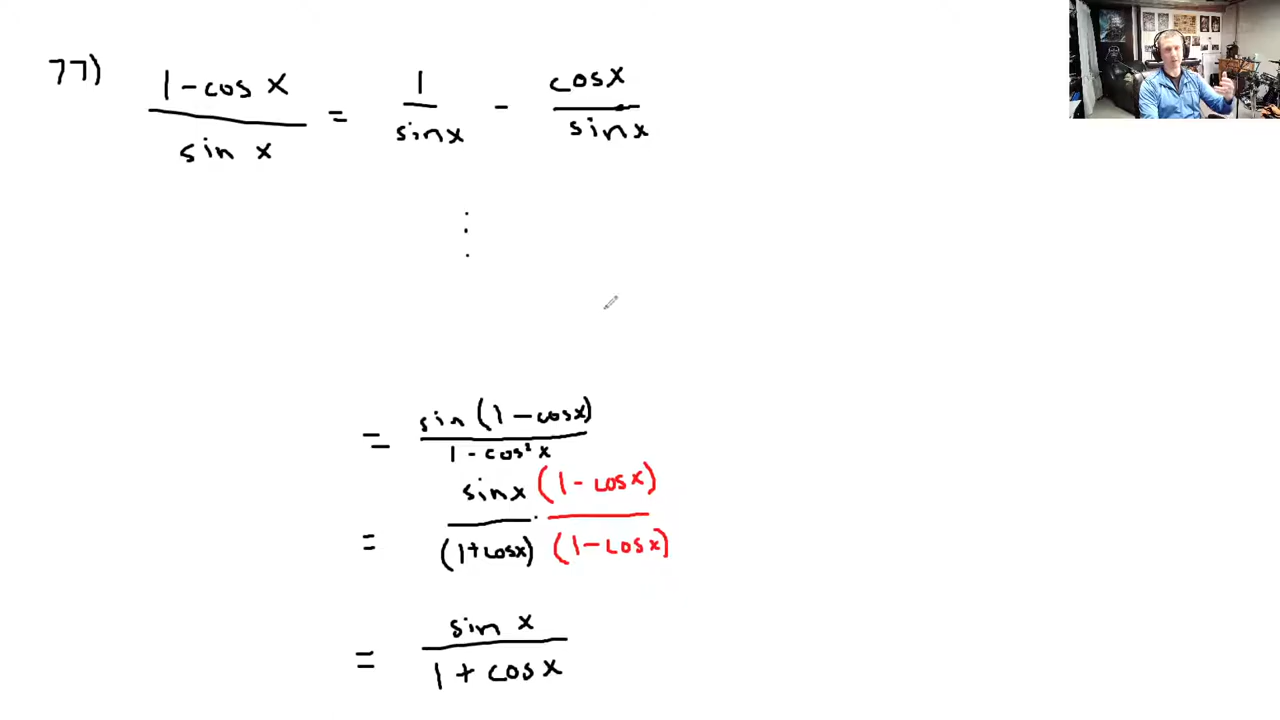 77) (1 - cos x)/(sin x) = 1/(sin x) - (cos x)/(sin x)
⋮
= (sin (1 - cos x))/(1 - cos² x)
= (sin x)/((1 + cos x)) · ((1 - cos x))/((1 - cos x))
= (sin x)/(1 + cos x)